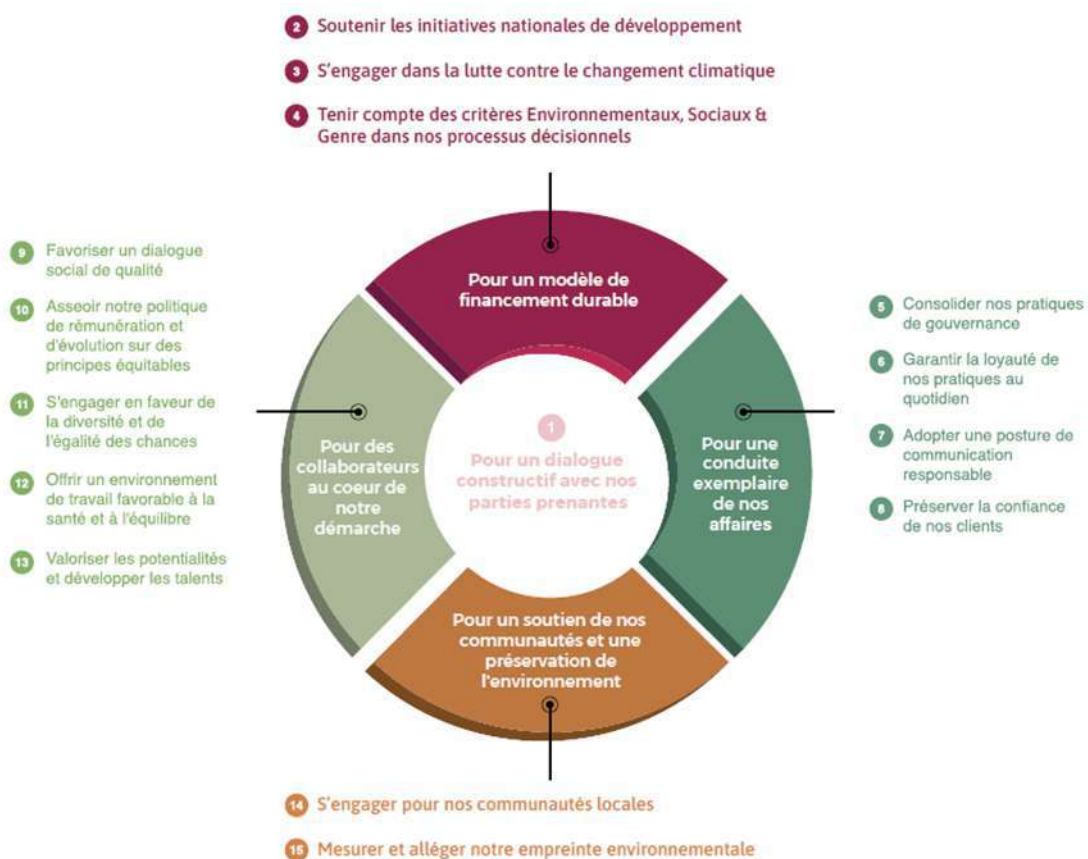 2 Soutenir les initiatives nationales de développement
3 S'engager dans la lutte contre le changement climatique
4 Tenir compte des critères Environnementaux, Sociaux &
Genre dans nos processus décisionnels
Pour un modèle de
financement durable
9 Favoriser un dialogue
social de qualité
10 Asseoir notre politique
de rémunération et
d'évolution sur des
principes équitables
11 S'engager en faveur de
la diversité et de
l'égalité des chances
12 Offrir un environnement
de travail favorable à la
santé et à l'équilibre
13 Valoriser les potentialités
et développer les talents
Pour des
collaborateurs
au coeur de
notre
démarche
1
Pour un dialogue
constructif avec nos
parties prenantes
Pour une
conduite
exemplaire
de nos
affaires
5 Consolider nos pratiques
de gouvernance
6 Garantir la loyauté de
nos pratiques au
quotidien
7 Adopter une posture de
communication
responsable
8 Préserver la confiance
de nos clients
Pour un soutien de nos
communautés et une
préservation de
l'environnement
14 S'engager pour nos communautés locales
15 Mesurer et alléger notre empreinte environnementale